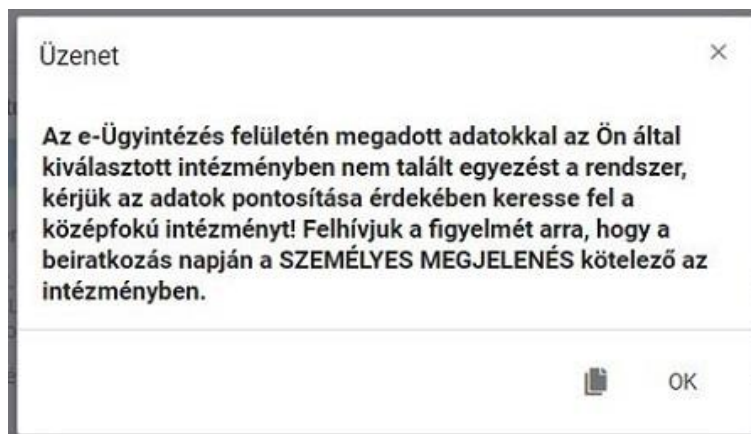 Üzenet
Az e-Ügyintézés felületén megadott adatokkal az Ön által
kiválasztott intézményben nem talált egyezést a rendszer,
kérjük az adatok pontosítása érdekében keresse fel a
középfokú intézményt! Felhívjuk a figyelmét arra, hogy a
beiratkozás napján a SZEMÉLYES MEGJELENÉS kötelező az
intézményben.
OK